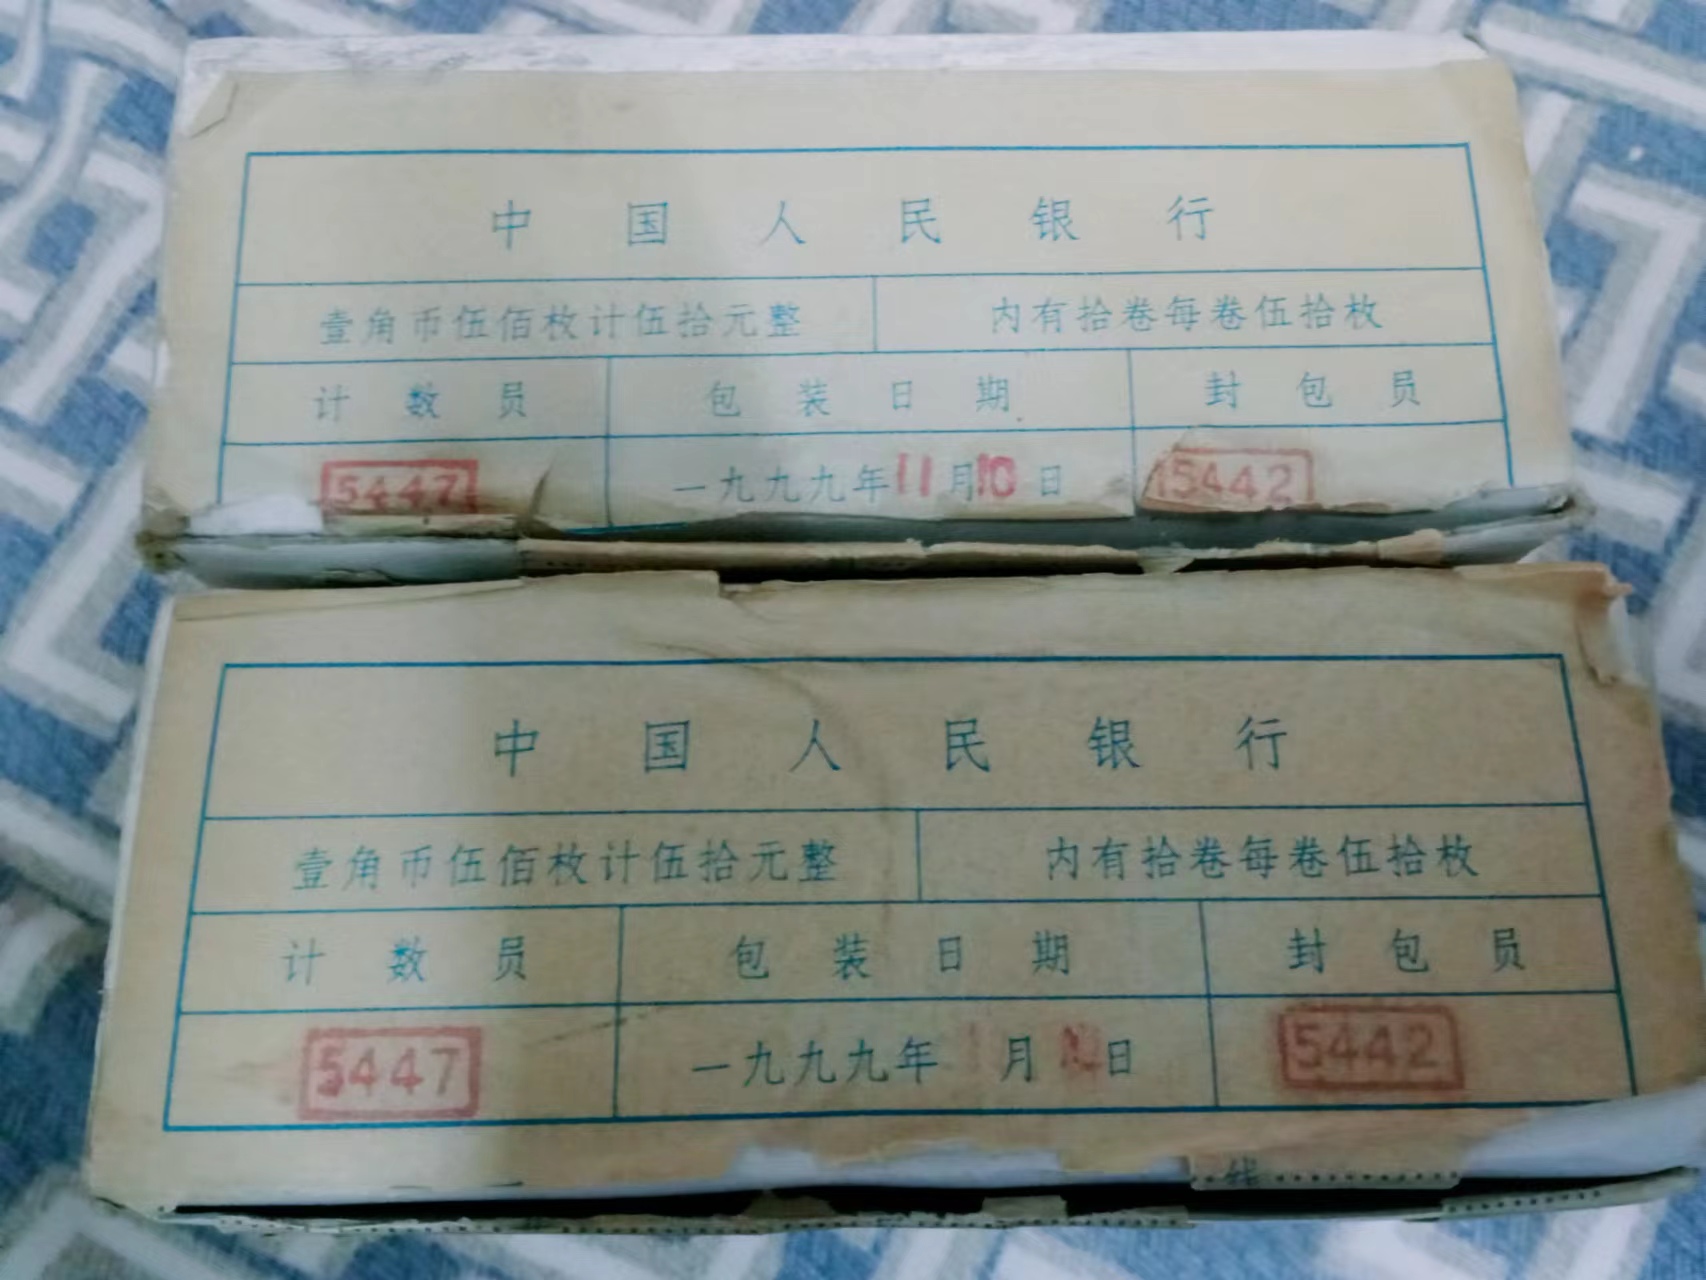 中国人民银行
壹角币伍佰枚计伍拾元整 内有拾卷每卷伍拾枚
计数员 包装日期 封包员
5447 一九九九年11月10日 15442
中国人民银行
壹角币伍佰枚计伍拾元整 内有拾卷每卷伍拾枚
计数员 包装日期 封包员
5447 一九九九年 月 日 5442
线